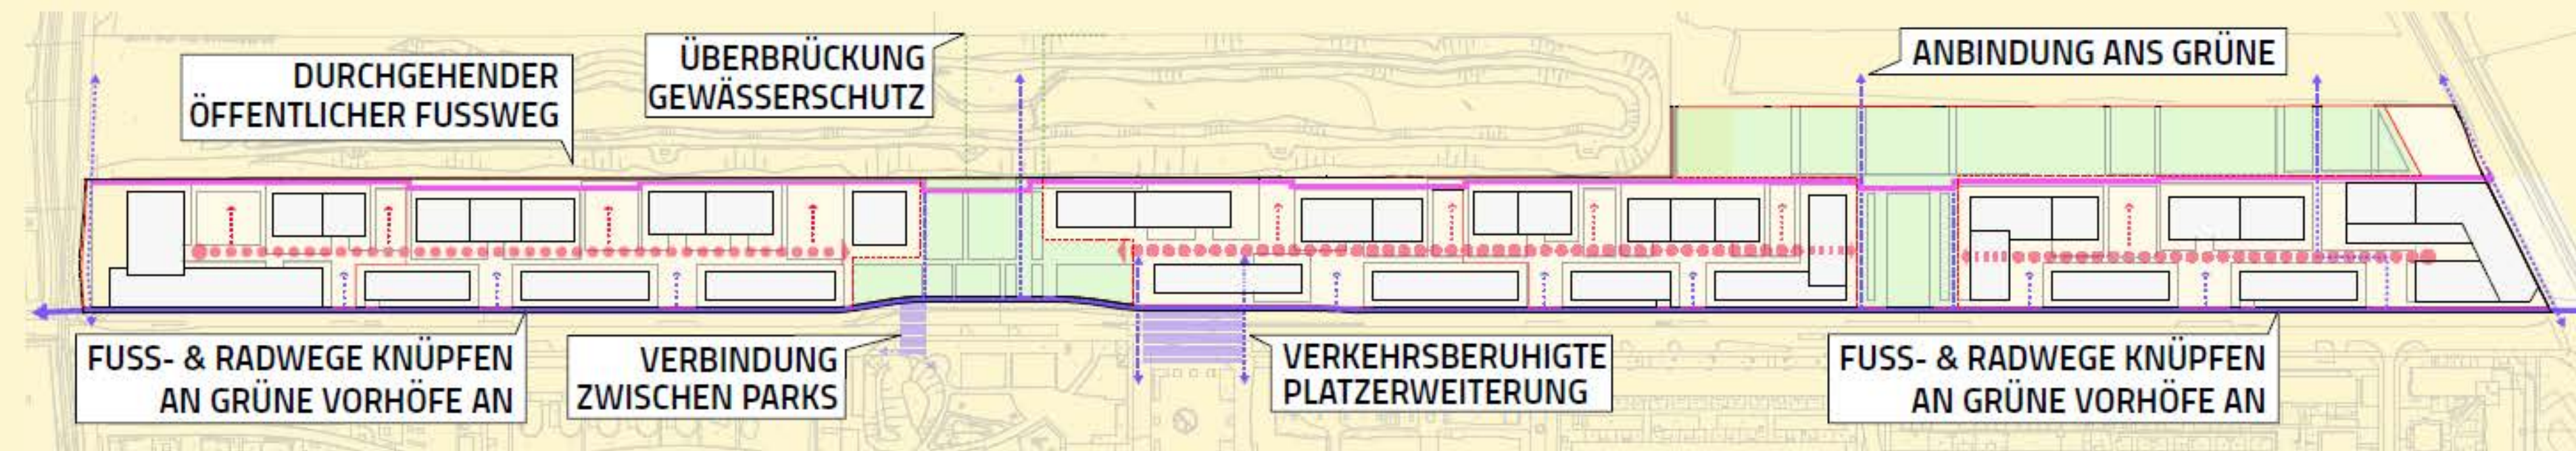 DURCHGEHENDER
ÖFFENTLICHER FUSSWEG
ÜBERBRÜCKUNG
GEWÄSSERSCHUTZ
ANBINDUNG ANS GRÜNE
FUSS- & RADWEGE KNÜPFEN
AN GRÜNE VORHÖFE AN
VERBINDUNG
ZWISCHEN PARKS
VERKEHRSBERUHIGTE
PLATZERWEITERUNG
FUSS- & RADWEGE KNÜPFEN
AN GRÜNE VORHÖFE AN